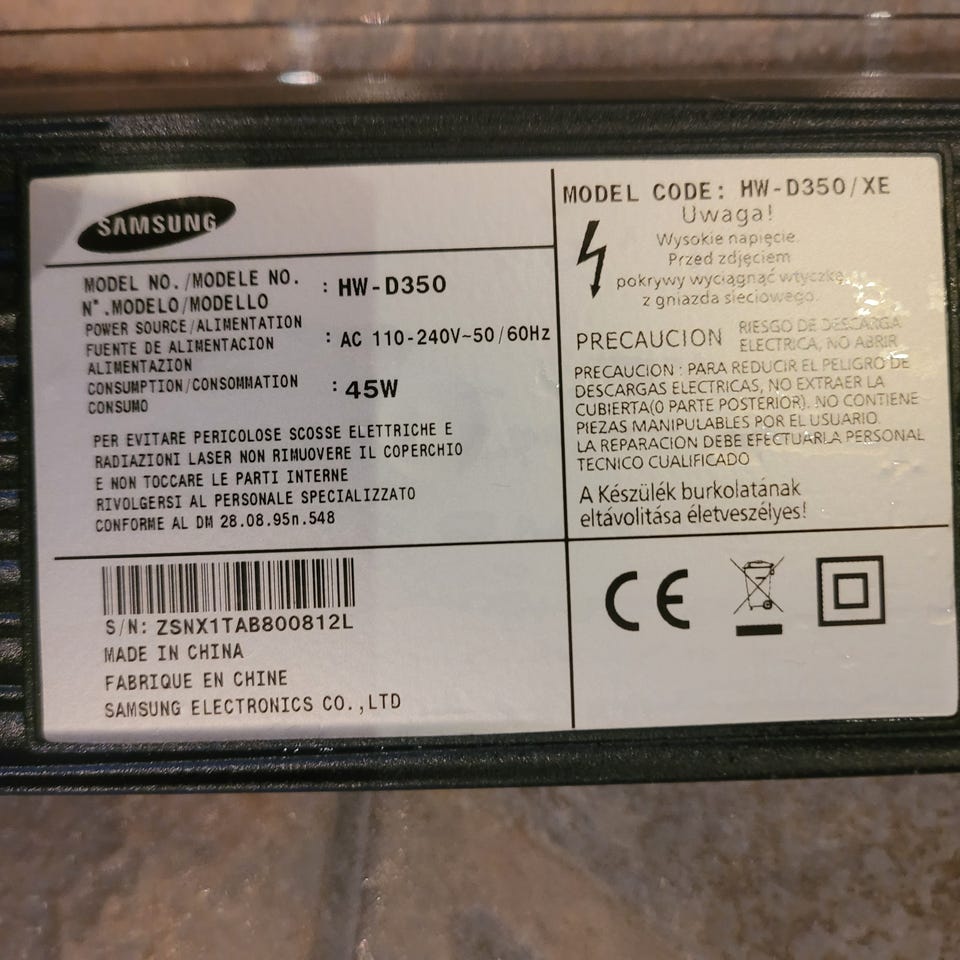 SAMSUNG
MODEL NO./MODELE NO.
N°.MODELO/MODELLO
: HW-D350
POWER SOURCE/ALIMENTATION
FUENTE DE ALIMENTACION
ALIMENTAZION
: AC 110-240V~50/60Hz
CONSUMPTION/CONSOMMATION
CONSUMO
: 45W
PER EVITARE PERICOLOSE SCOSSE ELETTRICHE E
RADIAZIONI LASER NON RIMUOVERE IL COPERCHIO
E NON TOCCARE LE PARTI INTERNE
RIVOLGERSI AL PERSONALE SPECIALIZZATO
CONFORME AL DM 28.08.95n.548
S/N: ZSNX1TAB800812L
MADE IN CHINA
FABRIQUE EN CHINE
SAMSUNG ELECTRONICS CO.,LTD
MODEL CODE: HW-D350/XE
Uwaga!
Wysokie napięcie.
Przed zdjęciem
pokrywy wyciągnąć wtyczkę
z gniazda sieciowego.
PRECAUCION
RIESGO DE DESCARGA
ELECTRICA, NO ABRIR
PRECAUCION : PARA REDUCIR EL PELIGRO DE
DESCARGAS ELECTRICAS, NO EXTRAER LA
CUBIERTA(O PARTE POSTERIOR). NO CONTIENE
PIEZAS MANIPULABLES POR EL USUARIO.
LA REPARACION DEBE EFECTUARLA PERSONAL
TECNICO CUALIFICADO
A Készülék burkolatának
eltávolitása életveszélyes!
CE